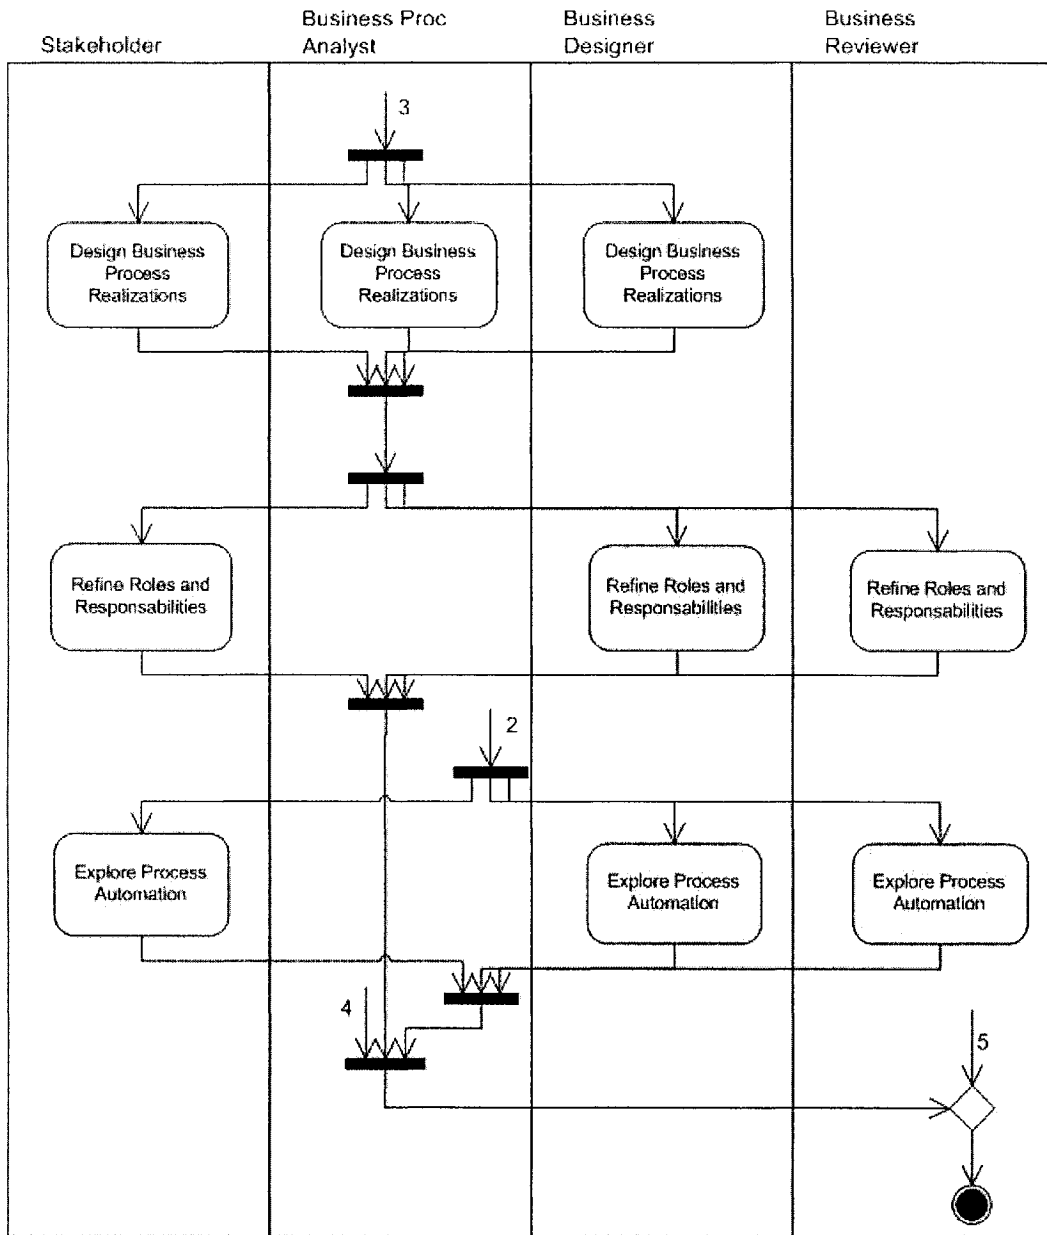 Stakeholder
Business Proc
Analyst
Business
Designer
Business
Reviewer
3
Design Business
Process
Realizations
Design Business
Process
Realizations
Design Business
Process
Realizations
Refine Roles and
Responsabilities
Refine Roles and
Responsabilities
Refine Roles and
Responsabilities
2
Explore Process
Automation
Explore Process
Automation
Explore Process
Automation
4
5